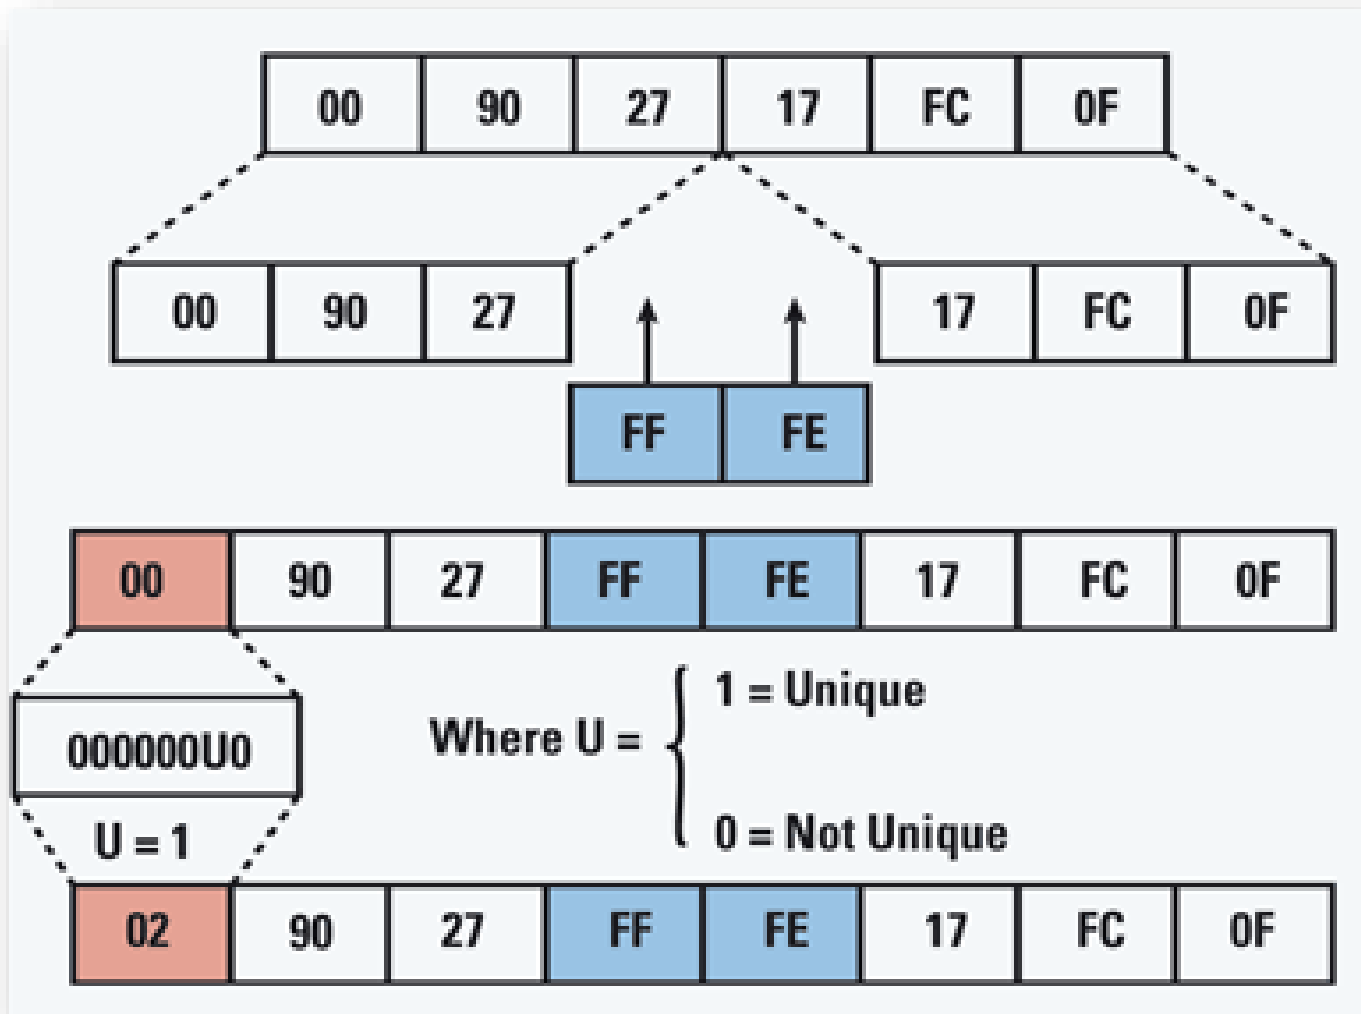 00 90 27 17 FC 0F
00 90 27 17 FC 0F
FF FE
00 90 27 FF FE 17 FC 0F
1 = Unique
000000U0 Where U =
0 = Not Unique
U = 1
02 90 27 FF FE 17 FC 0F